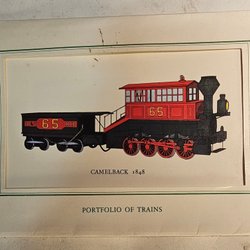 65
65
CAMELBACK 1848
PORTFOLIO OF TRAINS